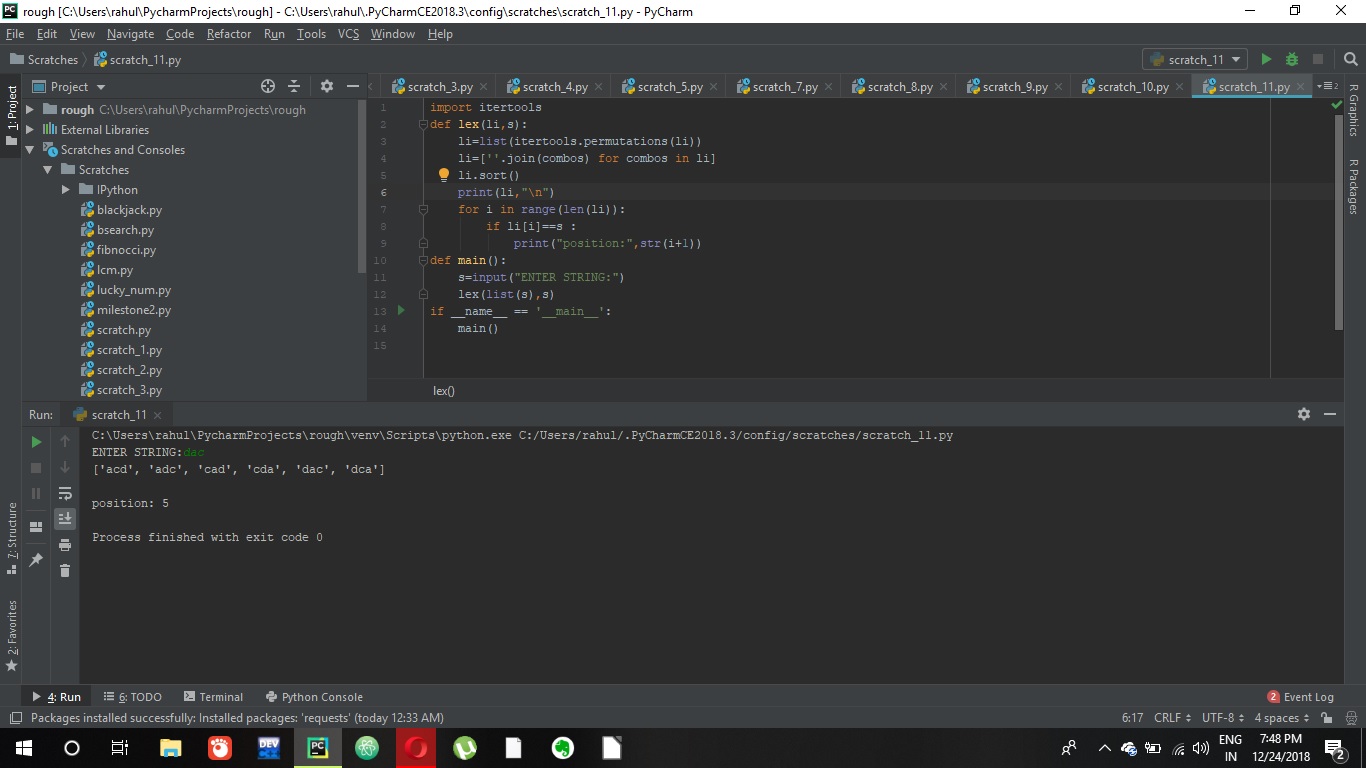 rough [C:\Users\rahul\PycharmProjects\rough] - C:\Users\rahul\.PyCharmCE2018.3\config\scratches\scratch_11.py - PyCharm
File Edit View Navigate Code Refactor Run Tools VCS Window Help
Scratches scratch_11.py
scratch_11
Project
scratch_3.py scratch_4.py scratch_5.py scratch_7.py scratch_8.py scratch_9.py scratch_10.py scratch_11.py
1: Project
rough C:\Users\rahul\PycharmProjects\rough
External Libraries
Scratches and Consoles
Scratches
IPython
blackjack.py
bsearch.py
fibnocci.py
lcm.py
lucky_num.py
milestone2.py
scratch.py
scratch_1.py
scratch_2.py
scratch_3.py
1 import itertools
2 def lex(li,s):
3 li=list(itertools.permutations(li))
4 li=[''.join(combos) for combos in li]
5 li.sort()
6 print(li,"\n")
7 for i in range(len(li)):
8 if li[i]==s :
9 print("position:",str(i+1))
10 def main():
11 s=input("ENTER STRING:")
12 lex(list(s),s)
13 if __name__ == '__main__':
14 main()
15
lex()
R Graphics
R Packages
Run: scratch_11
C:\Users\rahul\PycharmProjects\rough\venv\Scripts\python.exe C:/Users/rahul/.PyCharmCE2018.3/config/scratches/scratch_11.py
ENTER STRING:dac
['acd', 'adc', 'cad', 'cda', 'dac', 'dca']
position: 5
Process finished with exit code 0
7: Structure
2: Favorites
4: Run 6: TODO Terminal Python Console 2 Event Log
Packages installed successfully: Installed packages: 'requests' (today 12:33 AM) 6:17 CRLF UTF-8 4 spaces
DEV
PC
ENG
IN
7:48 PM
12/24/2018
2